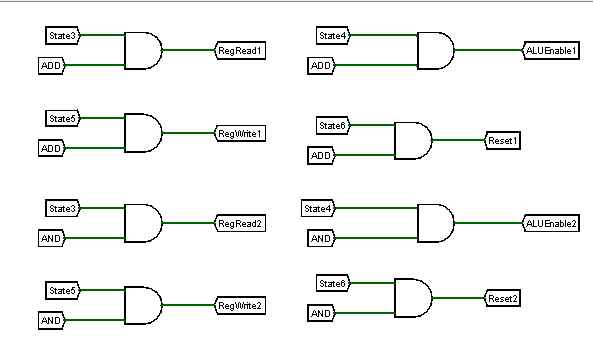 State3
ADD
RegRead1
State4
ADD
ALUEnable1
State5
ADD
RegWrite1
State6
ADD
Reset1
State3
AND
RegRead2
State4
AND
ALUEnable2
State5
AND
RegWrite2
State6
AND
Reset2